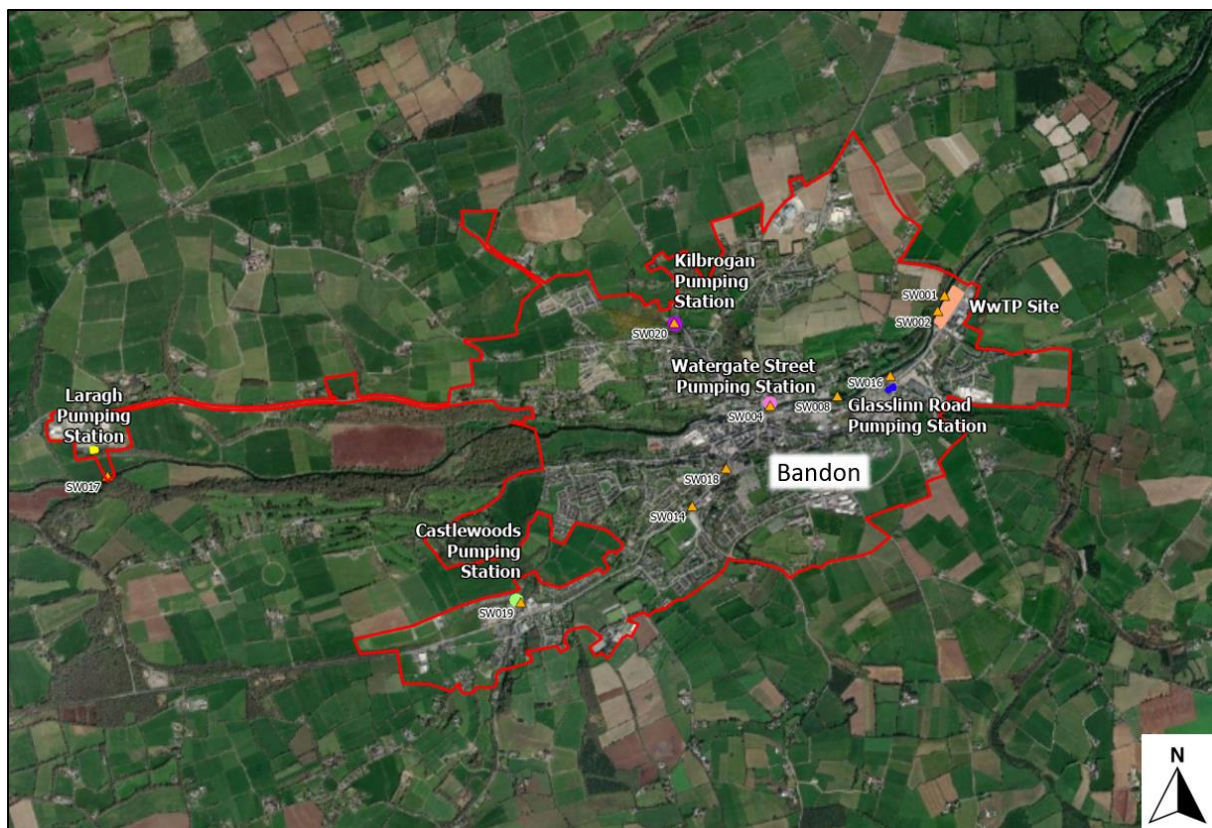 Kilbrogan
Pumping
Station
SW020
SW001
SW002
WwTP Site
Watergate Street
Pumping Station
SW004
SW008
SW016
Glasslinn Road
Pumping Station
Laragh
Pumping
Station
SW017
SW018
Bandon
SW014
Castlewoods
Pumping
Station
SW019
N